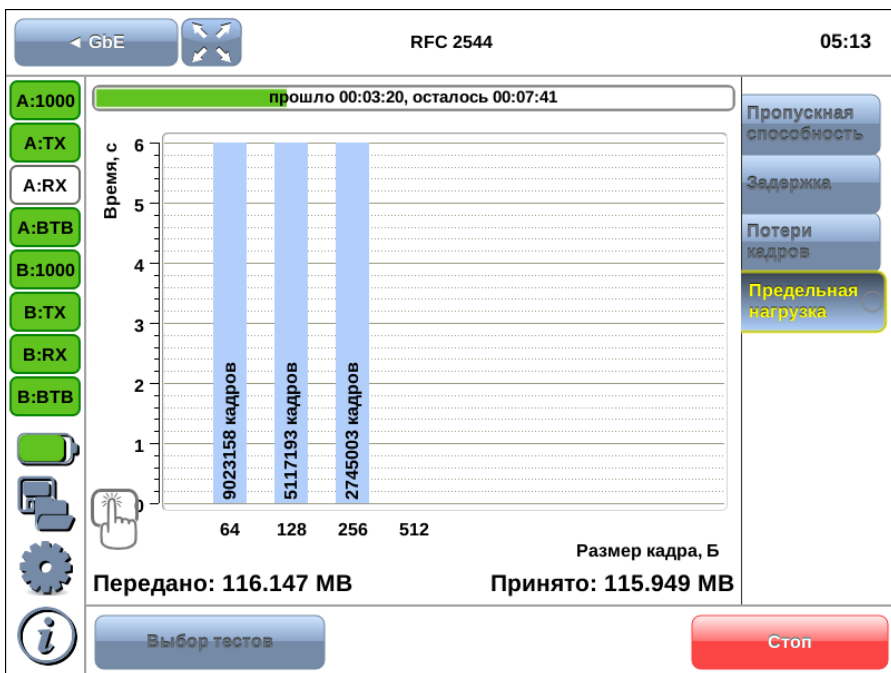 ◄ GbE
RFC 2544
05:13
A:1000
A:TX
A:RX
A:BTB
B:1000
B:TX
B:RX
B:BTB
прошло 00:03:20, осталось 00:07:41
Время, с
6
5
4
3
2
1
0
9023158 кадров
5117193 кадров
2745003 кадров
64 128 256 512
Размер кадра, Б
Передано: 116.147 MB
Принято: 115.949 MB
Пропускная
способность
Задержка
Потери
кадров
Предельная
нагрузка
i
Выбор тестов
Стоп